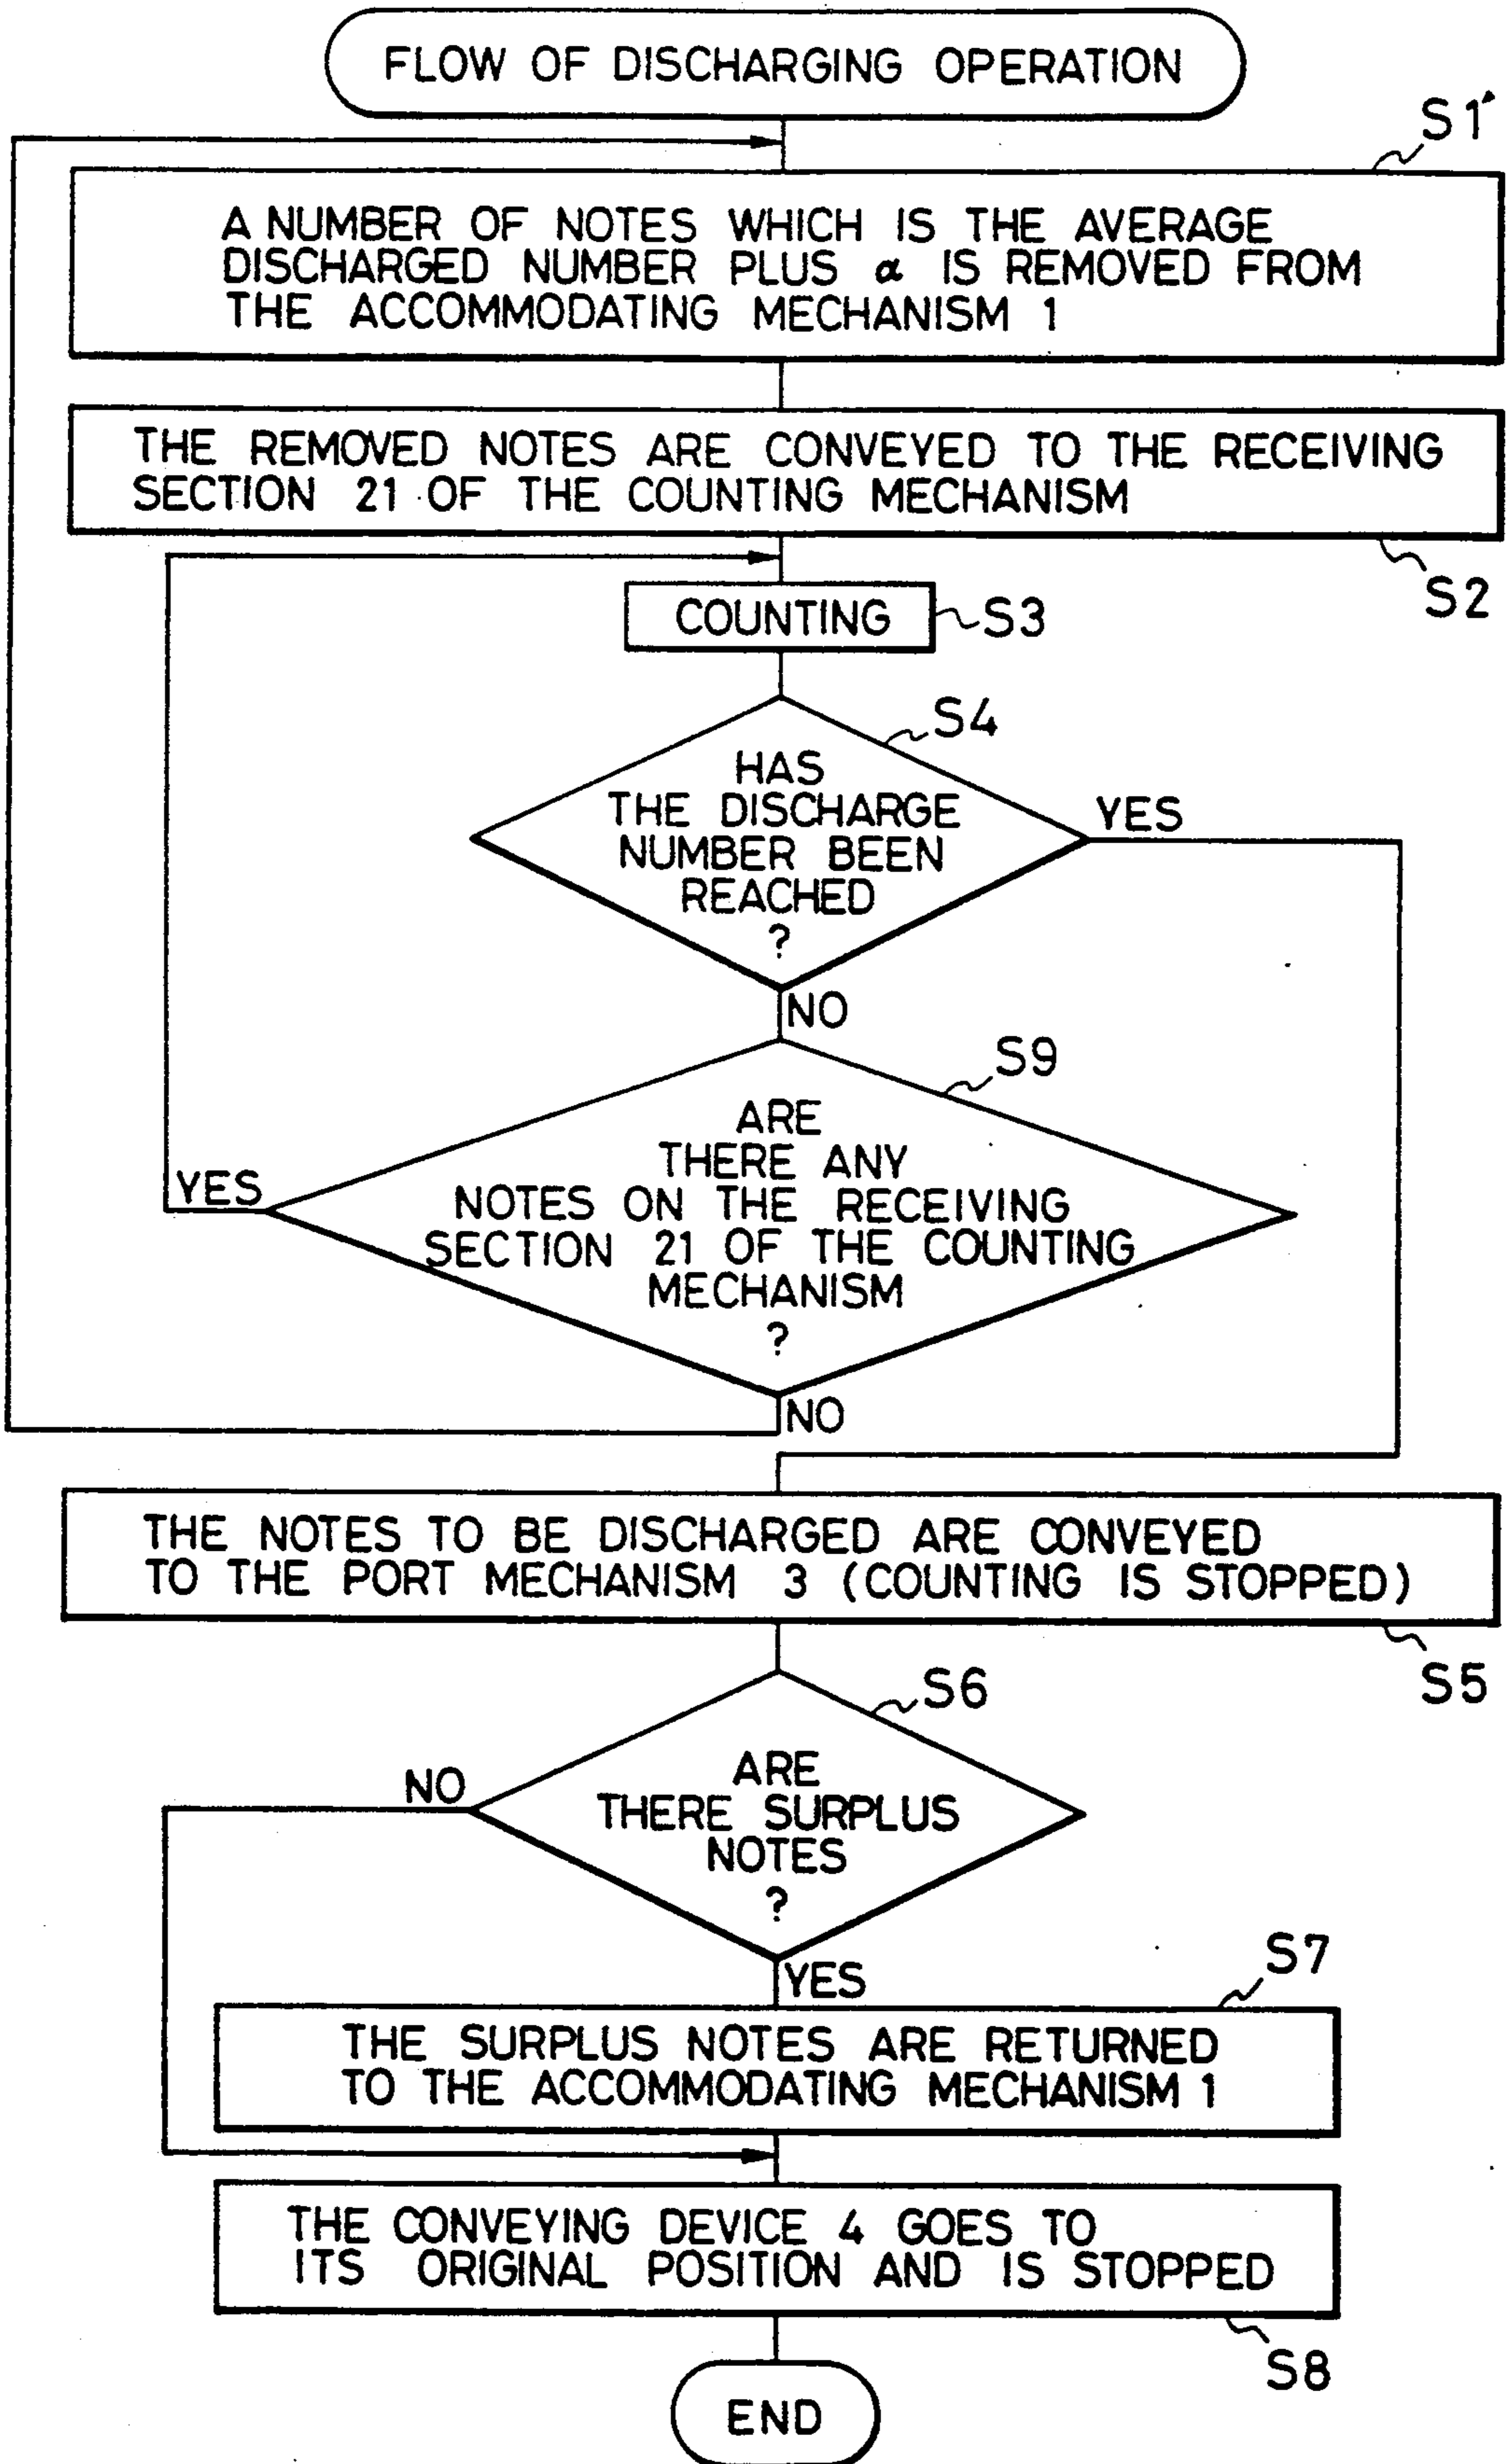 FLOW OF DISCHARGING OPERATION
S1'
A NUMBER OF NOTES WHICH IS THE AVERAGE
DISCHARGED NUMBER PLUS α IS REMOVED FROM
THE ACCOMMODATING MECHANISM 1
THE REMOVED NOTES ARE CONVEYED TO THE RECEIVING
SECTION 21 OF THE COUNTING MECHANISM
S2
COUNTING
S3
S4
HAS
THE DISCHARGE
NUMBER BEEN
REACHED
?
YES
NO
S9
ARE
THERE ANY
NOTES ON THE RECEIVING
SECTION 21 OF THE COUNTING
MECHANISM
?
YES
NO
THE NOTES TO BE DISCHARGED ARE CONVEYED
TO THE PORT MECHANISM 3 (COUNTING IS STOPPED)
S5
S6
ARE
THERE SURPLUS
NOTES
?
NO
YES
S7
THE SURPLUS NOTES ARE RETURNED
TO THE ACCOMMODATING MECHANISM 1
THE CONVEYING DEVICE 4 GOES TO
ITS ORIGINAL POSITION AND IS STOPPED
S8
END